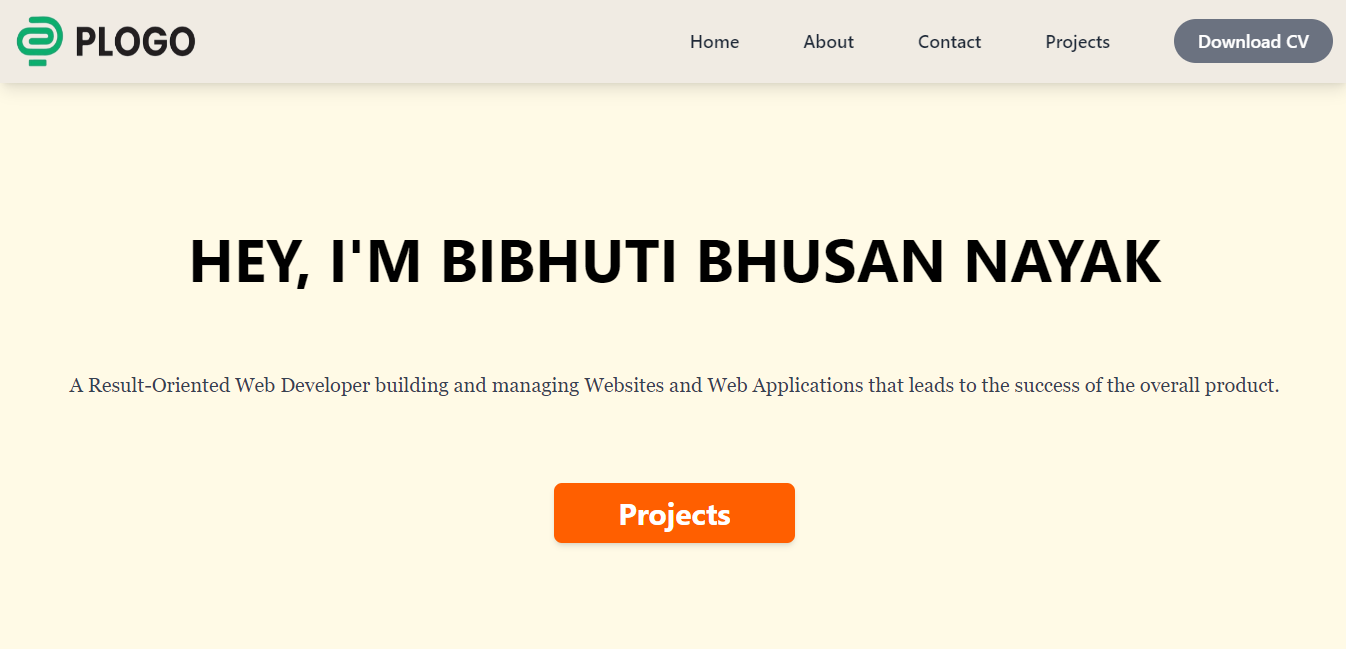 PLOGO
Home
About
Contact
Projects
Download CV
HEY, I'M BIBHUTI BHUSAN NAYAK
A Result-Oriented Web Developer building and managing Websites and Web Applications that leads to the success of the overall product.
Projects